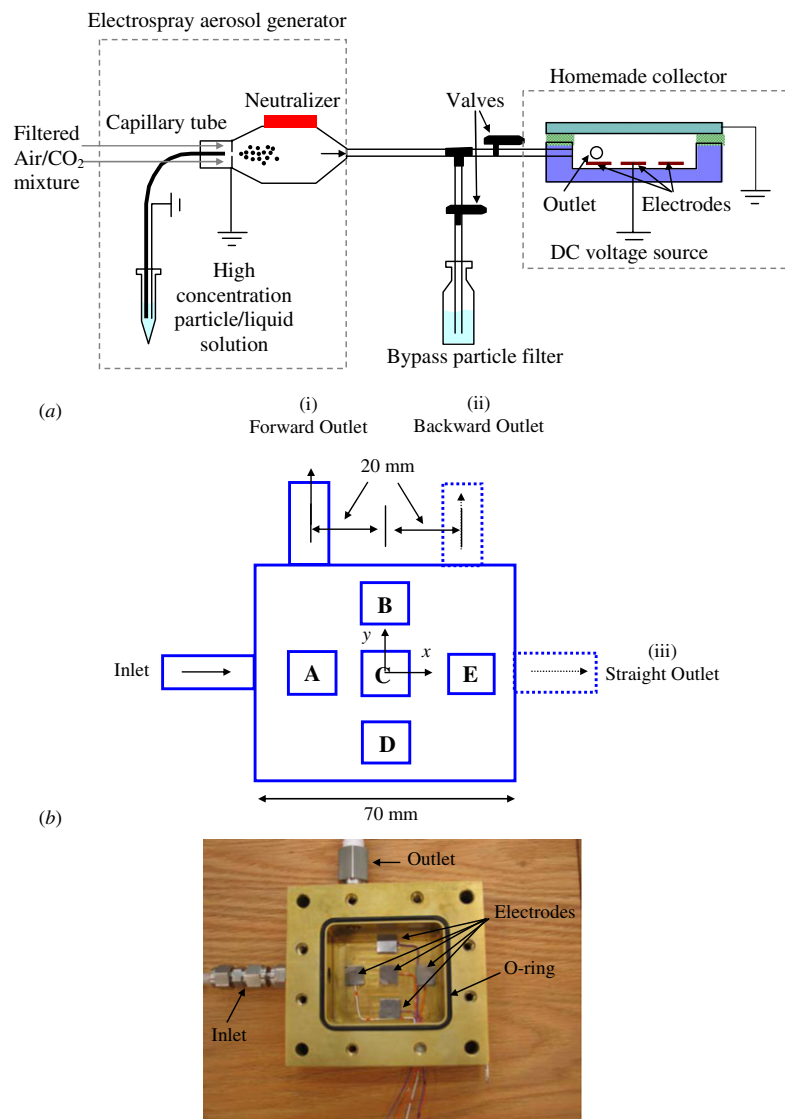 Electrospray aerosol generator
Homemade collector
Neutralizer
Valves
Capillary tube
Filtered
Air/CO2
mixture
Outlet
Electrodes
DC voltage source
High
concentration
particle/liquid
solution
Bypass particle filter
(a)
(i)
Forward Outlet
(ii)
Backward Outlet
20 mm
B
y
x
Inlet
A
C
E
(iii)
Straight Outlet
D
70 mm
(b)
Outlet
Electrodes
O-ring
Inlet